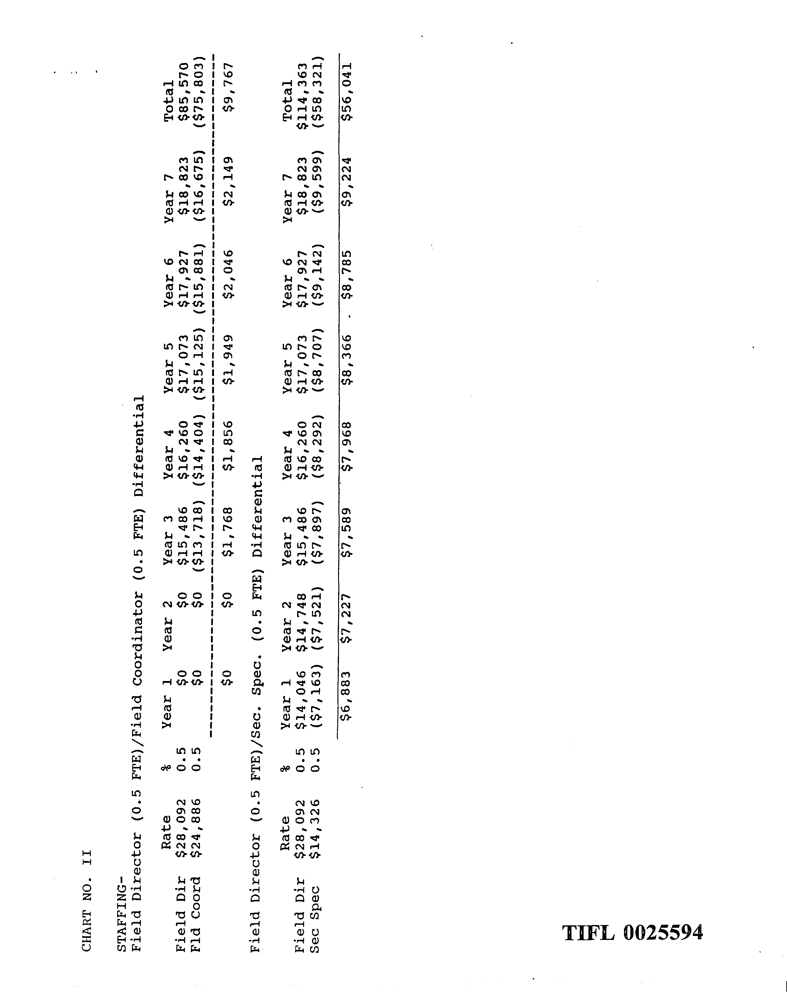 CHART NO. II
STAFFING-
Field Director (0.5 FTE)/Field Coordinator (0.5 FTE) Differential
Rate % Year 1 Year 2 Year 3 Year 4 Year 5 Year 6 Year 7 Total
Field Dir $28,092 0.5 $0 $0 $15,486 $16,260 $17,073 $17,927 $18,823 $85,570
Fld Coord $24,886 0.5 $0 $0 ($13,718) ($14,404) ($15,125) ($15,881) ($16,675) ($75,803)
$0 $0 $1,768 $1,856 $1,949 $2,046 $2,149 $9,767
Field Director (0.5 FTE)/Sec. Spec. (0.5 FTE) Differential
Rate % Year 1 Year 2 Year 3 Year 4 Year 5 Year 6 Year 7 Total
Field Dir $28,092 0.5 $14,046 $14,748 $15,486 $16,260 $17,073 $17,927 $18,823 $114,363
Sec Spec $14,326 0.5 ($7,163) ($7,521) ($7,897) ($8,292) ($8,707) ($9,142) ($9,599) ($58,321)
$6,883 $7,227 $7,589 $7,968 $8,366 $8,785 $9,224 $56,041
TIFL 0025594